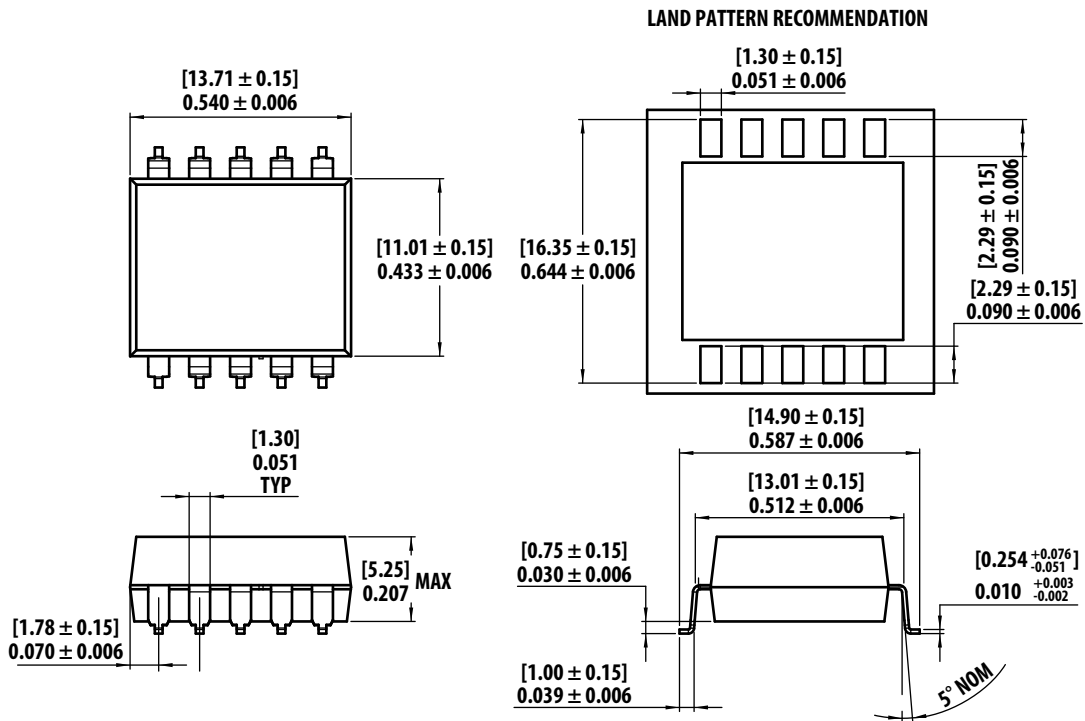 LAND PATTERN RECOMMENDATION
[13.71 ± 0.15]
0.540 ± 0.006
[1.30 ± 0.15]
0.051 ± 0.006
[11.01 ± 0.15]
0.433 ± 0.006
[16.35 ± 0.15]
0.644 ± 0.006
[2.29 ± 0.15]
0.090 ± 0.006
[2.29 ± 0.15]
0.090 ± 0.006
[1.30]
0.051
TYP
[14.90 ± 0.15]
0.587 ± 0.006
[13.01 ± 0.15]
0.512 ± 0.006
[5.25]
0.207 MAX
[0.75 ± 0.15]
0.030 ± 0.006
[0.254 +0.076 -0.051 ]
0.010 +0.003 -0.002
[1.78 ± 0.15]
0.070 ± 0.006
[1.00 ± 0.15]
0.039 ± 0.006
5° NOM